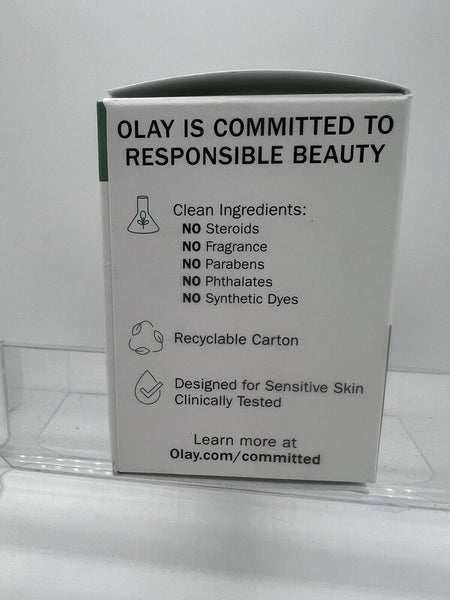 OLAY IS COMMITTED TO
RESPONSIBLE BEAUTY
Clean Ingredients:
NO Steroids
NO Fragrance
NO Parabens
NO Phthalates
NO Synthetic Dyes
Recyclable Carton
Designed for Sensitive Skin
Clinically Tested
Learn more at
Olay.com/committed